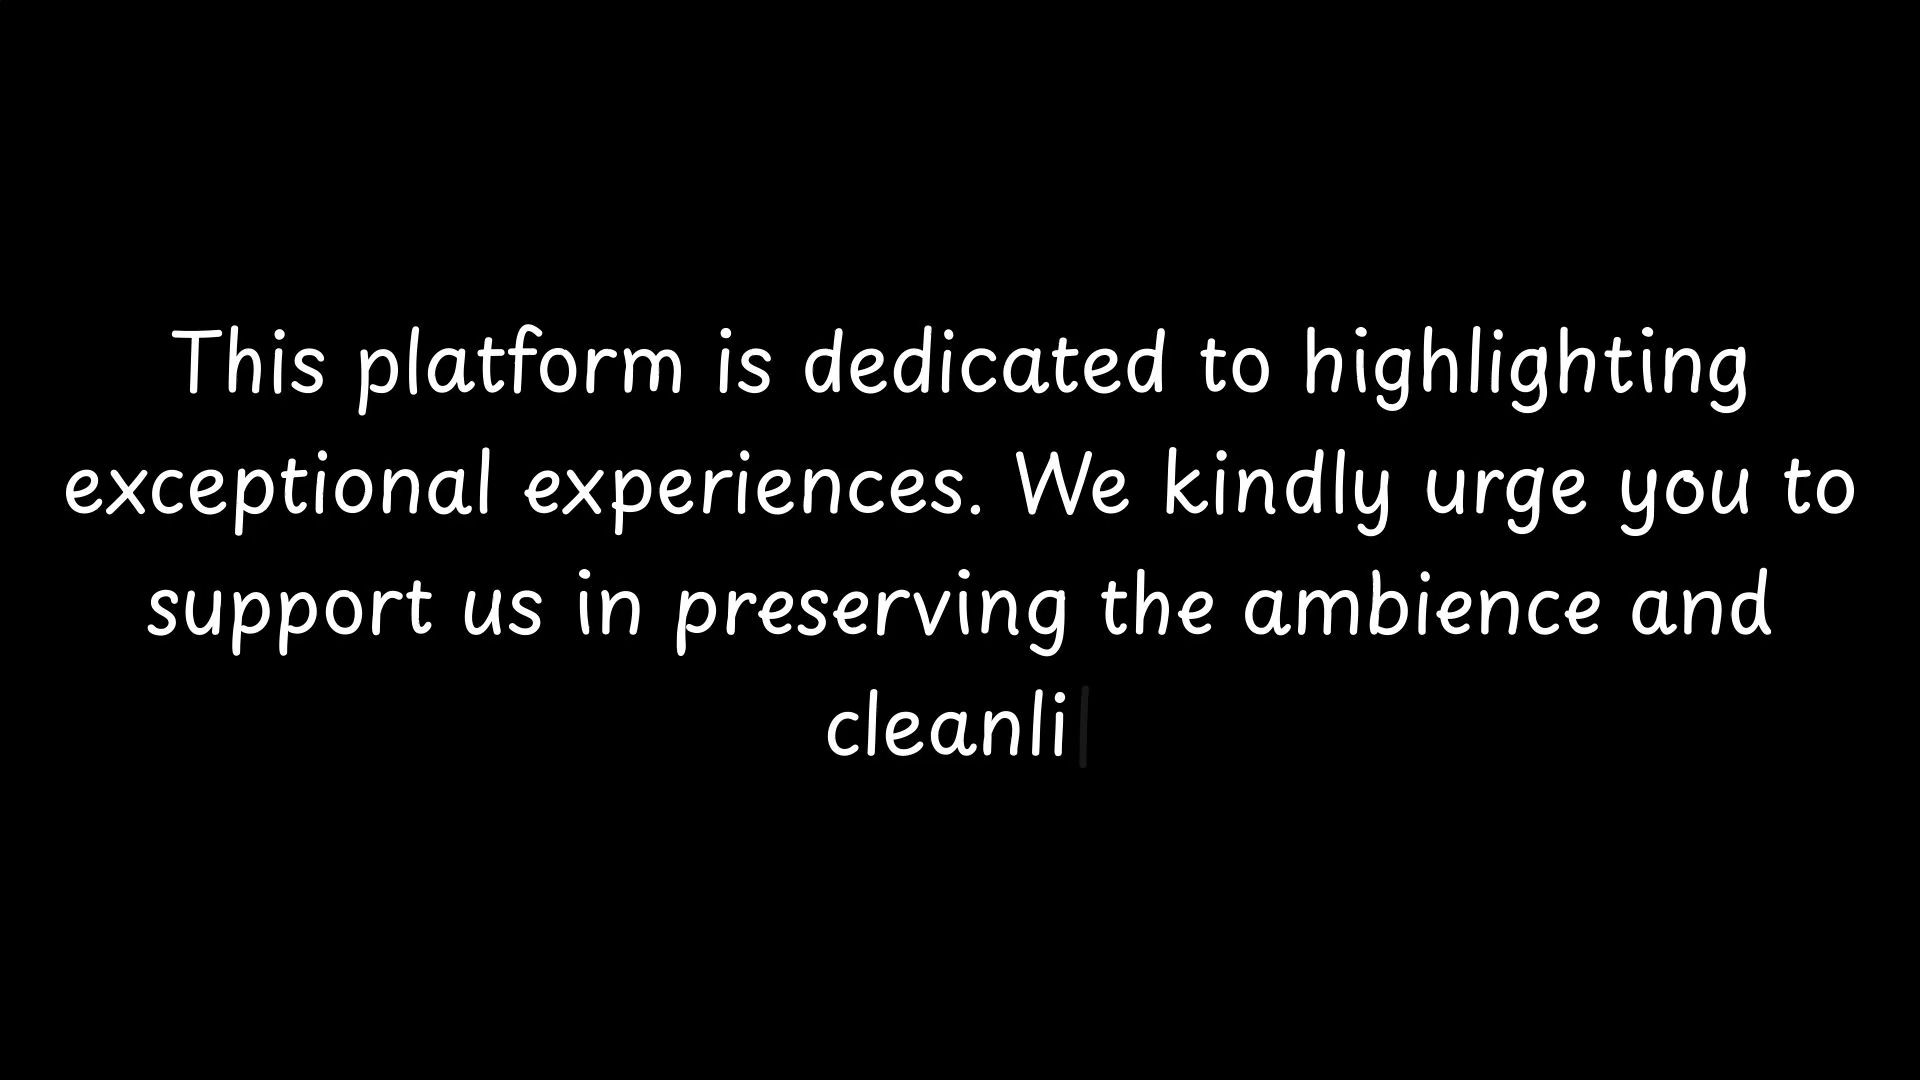 This platform is dedicated to highlighting
exceptional experiences. We kindly urge you to
support us in preserving the ambience and
cleanli